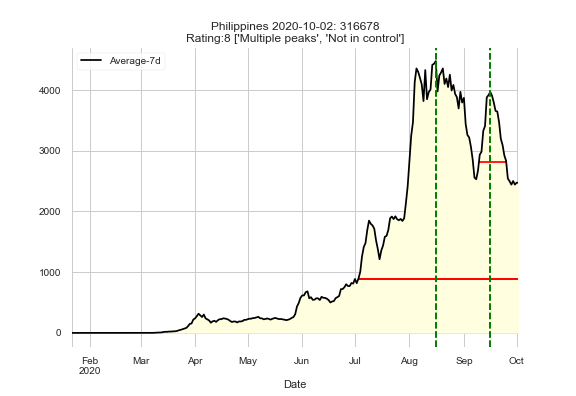 Philippines 2020-10-02: 316678
Rating:8 ['Multiple peaks', 'Not in control']
Average-7d
4000
3000
2000
1000
0
Feb Mar Apr May Jun Jul Aug Sep Oct
2020
Date